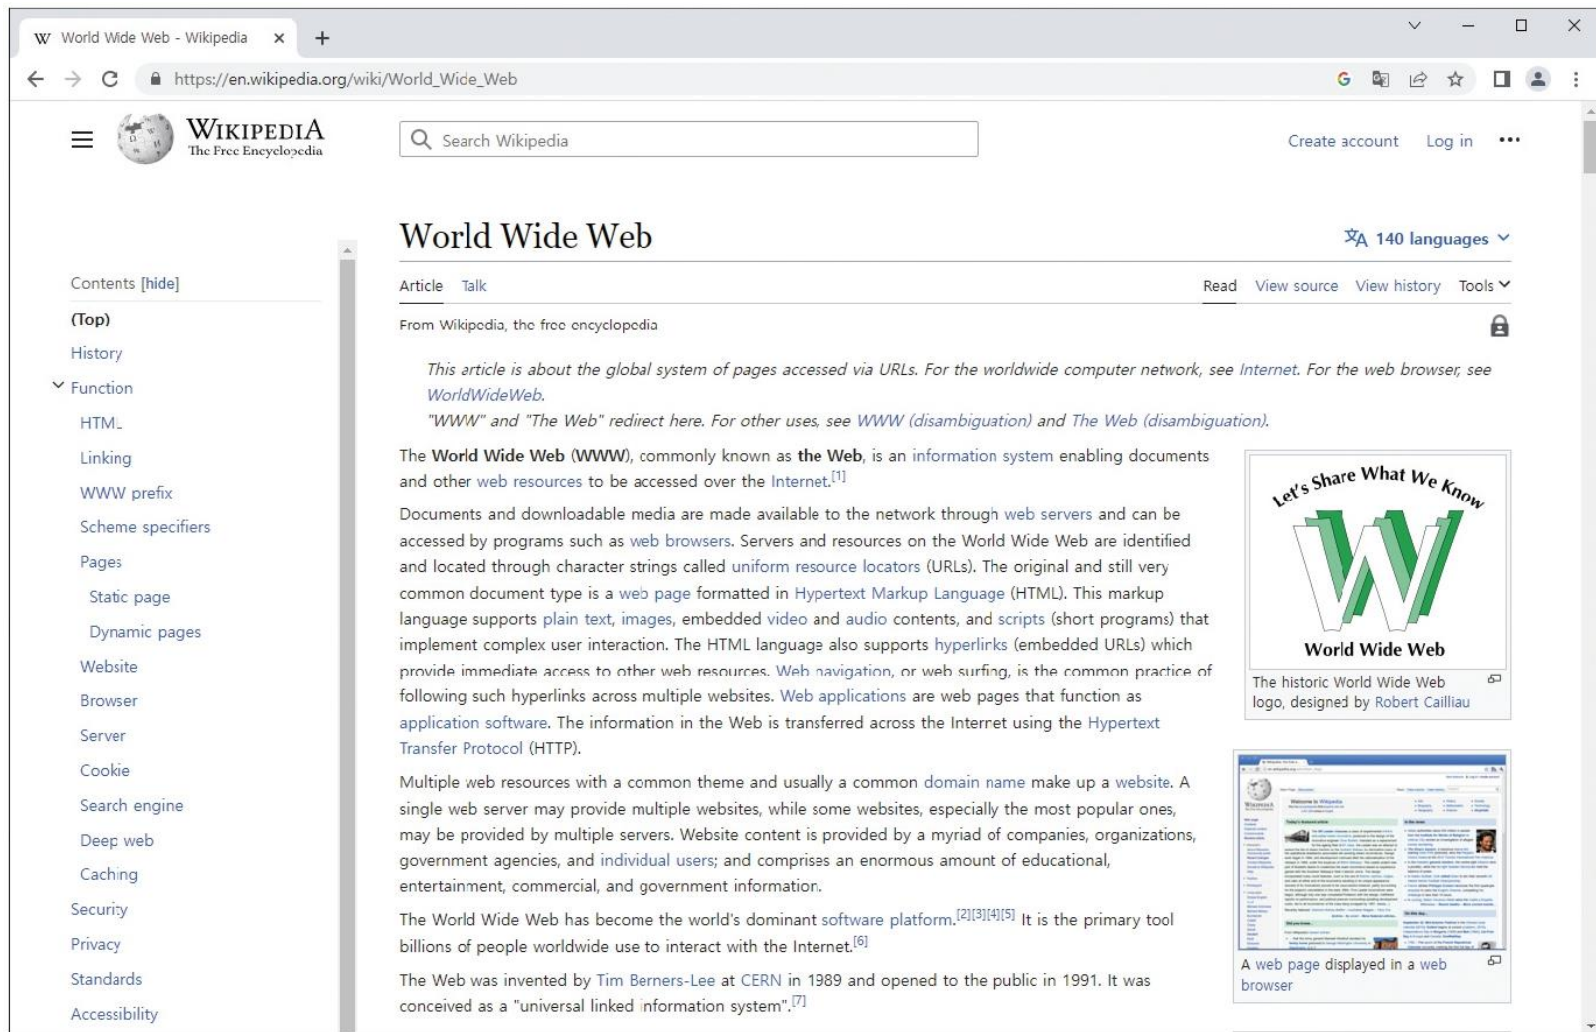 World Wide Web - Wikipedia
https://en.wikipedia.org/wiki/World_Wide_Web
WIKIPEDIA
The Free Encyclopedia
Search Wikipedia
Create account Log in
World Wide Web
140 languages
Contents [hide]
(Top)
History
Function
HTML
Linking
WWW prefix
Scheme specifiers
Pages
Static page
Dynamic pages
Website
Browser
Server
Cookie
Search engine
Deep web
Caching
Security
Privacy
Standards
Accessibility
Article Talk
Read View source View history Tools
From Wikipedia, the free encyclopedia
This article is about the global system of pages accessed via URLs. For the worldwide computer network, see Internet. For the web browser, see
WorldWideWeb.
"WWW" and "The Web" redirect here. For other uses, see WWW (disambiguation) and The Web (disambiguation).
The World Wide Web (WWW), commonly known as the Web, is an information system enabling documents
and other web resources to be accessed over the Internet.[1]
Documents and downloadable media are made available to the network through web servers and can be
accessed by programs such as web browsers. Servers and resources on the World Wide Web are identified
and located through character strings called uniform resource locators (URLs). The original and still very
common document type is a web page formatted in Hypertext Markup Language (HTML). This markup
language supports plain text, images, embedded video and audio contents, and scripts (short programs) that
implement complex user interaction. The HTML language also supports hyperlinks (embedded URLs) which
provide immediate access to other web resources. Web navigation, or web surfing, is the common practice of
following such hyperlinks across multiple websites. Web applications are web pages that function as
application software. The information in the Web is transferred across the Internet using the Hypertext
Transfer Protocol (HTTP).
Multiple web resources with a common theme and usually a common domain name make up a website. A
single web server may provide multiple websites, while some websites, especially the most popular ones,
may be provided by multiple servers. Website content is provided by a myriad of companies, organizations,
government agencies, and individual users; and comprises an enormous amount of educational,
entertainment, commercial, and government information.
The World Wide Web has become the world's dominant software platform.[2][3][4][5] It is the primary tool
billions of people worldwide use to interact with the Internet.[6]
The Web was invented by Tim Berners-Lee at CERN in 1989 and opened to the public in 1991. It was
conceived as a "universal linked information system".[7]
Let's Share What We Know
World Wide Web
The historic World Wide Web
logo, designed by Robert Cailliau
Welcome to Wikipedia
A web page displayed in a web
browser